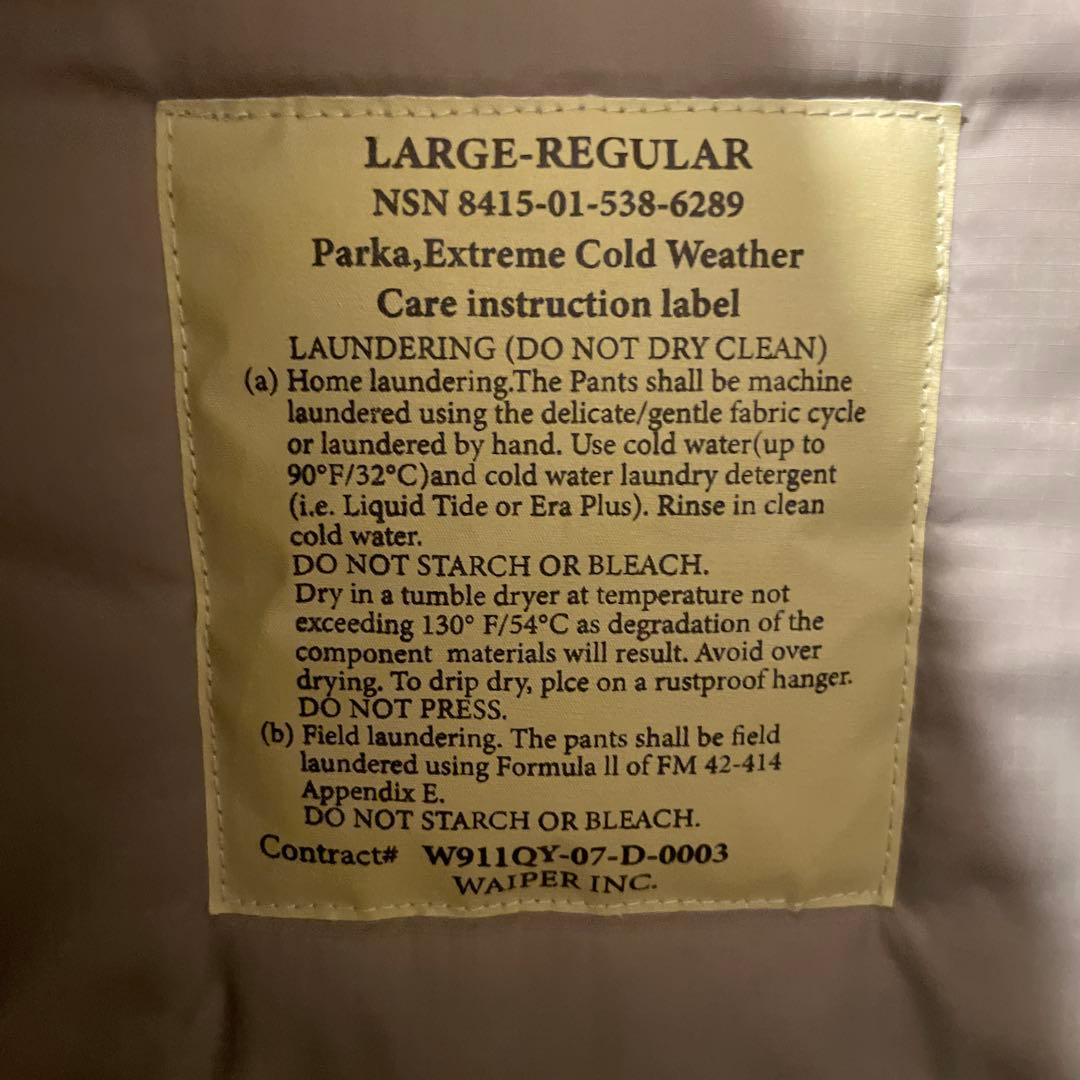 LARGE-REGULAR
NSN 8415-01-538-6289
Parka,Extreme Cold Weather
Care instruction label
LAUNDERING (DO NOT DRY CLEAN)
(a) Home laundering.The Pants shall be machine
laundered using the delicate/gentle fabric cycle
or laundered by hand. Use cold water(up to
90°F/32°C)and cold water laundry detergent
(i.e. Liquid Tide or Era Plus). Rinse in clean
cold water.
DO NOT STARCH OR BLEACH.
Dry in a tumble dryer at temperature not
exceeding 130° F/54°C as degradation of the
component materials will result. Avoid over
drying. To drip dry, plce on a rustproof hanger.
DO NOT PRESS.
(b) Field laundering. The pants shall be field
laundered using Formula ll of FM 42-414
Appendix E.
DO NOT STARCH OR BLEACH.
Contract# W911QY-07-D-0003
WAIPER INC.